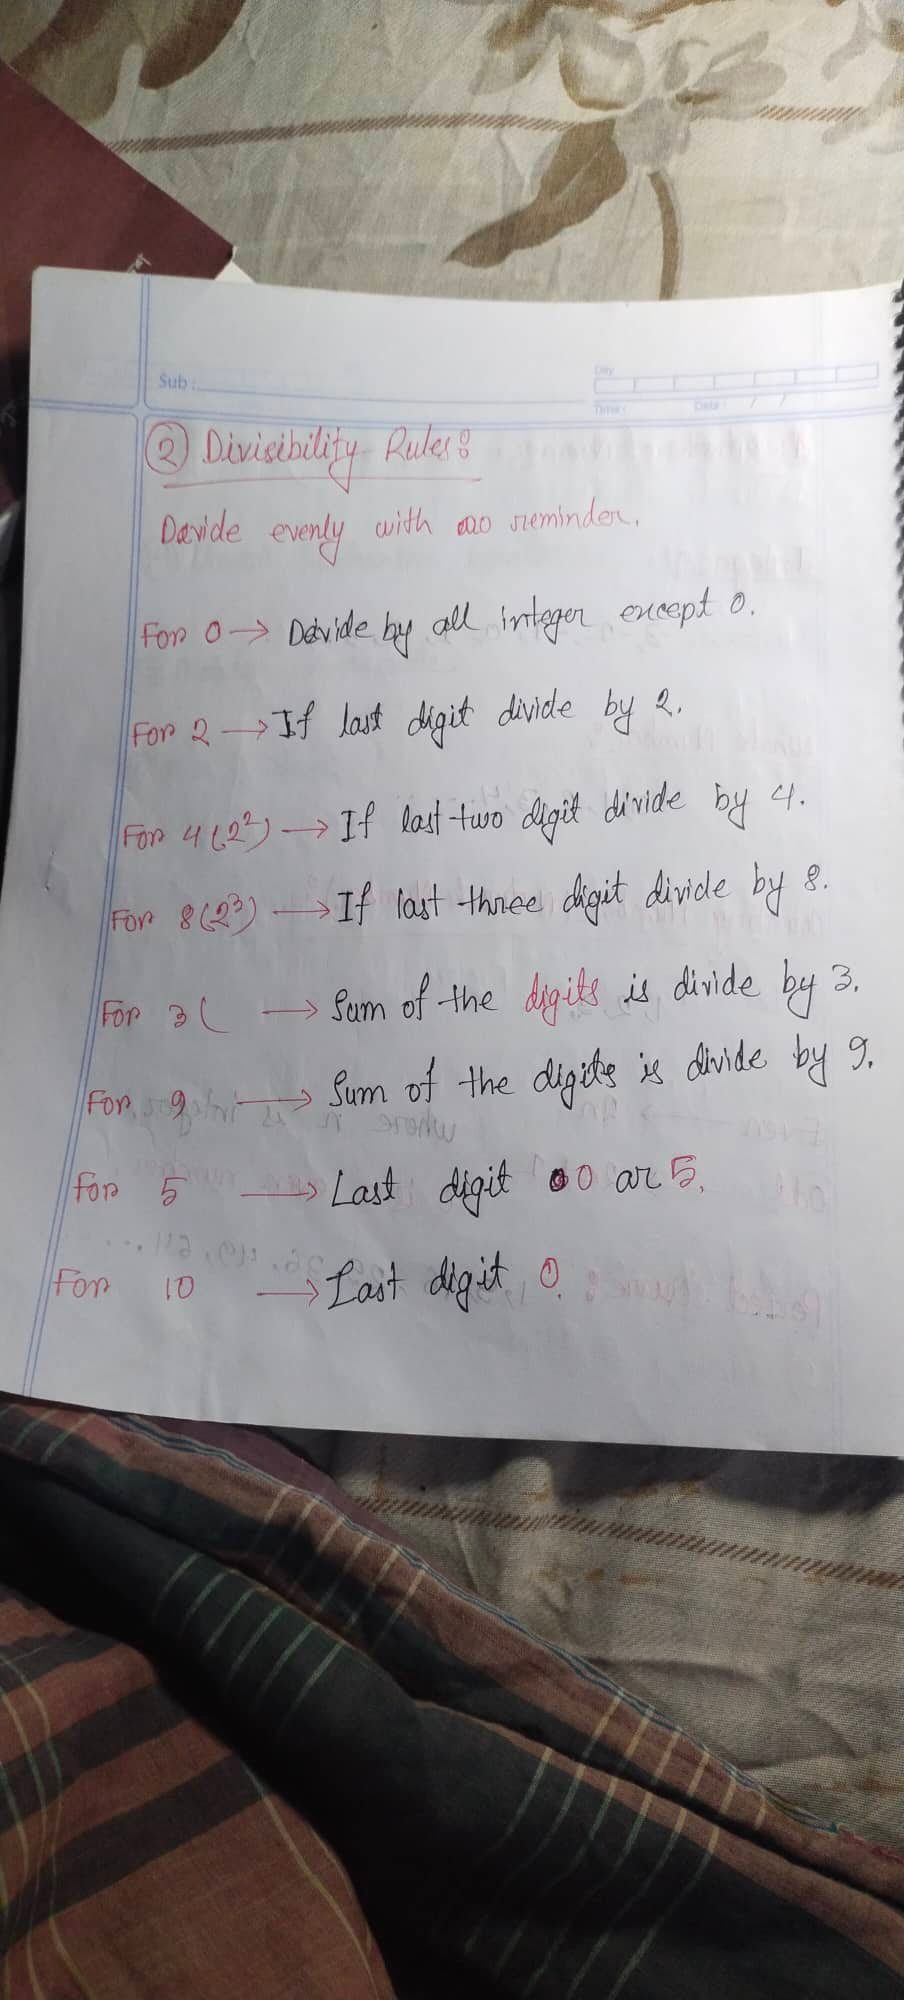 Sub:
Day
Time:
Date: / /
② Divisibility Rules:
Devide evenly with no reminder.
For 0 → Devide by all integer except 0.
For 2 → If last digit divide by 2.
For 4 (2²) → If last two digit divide by 4.
For 8 (2³) → If last three digit divide by 8.
For 3 ( → Sum of the digits is divide by 3.
For 9 → Sum of the digits is divide by 9.
For 5 → Last digit 0 or 5.
For 10 → Last digit 0.